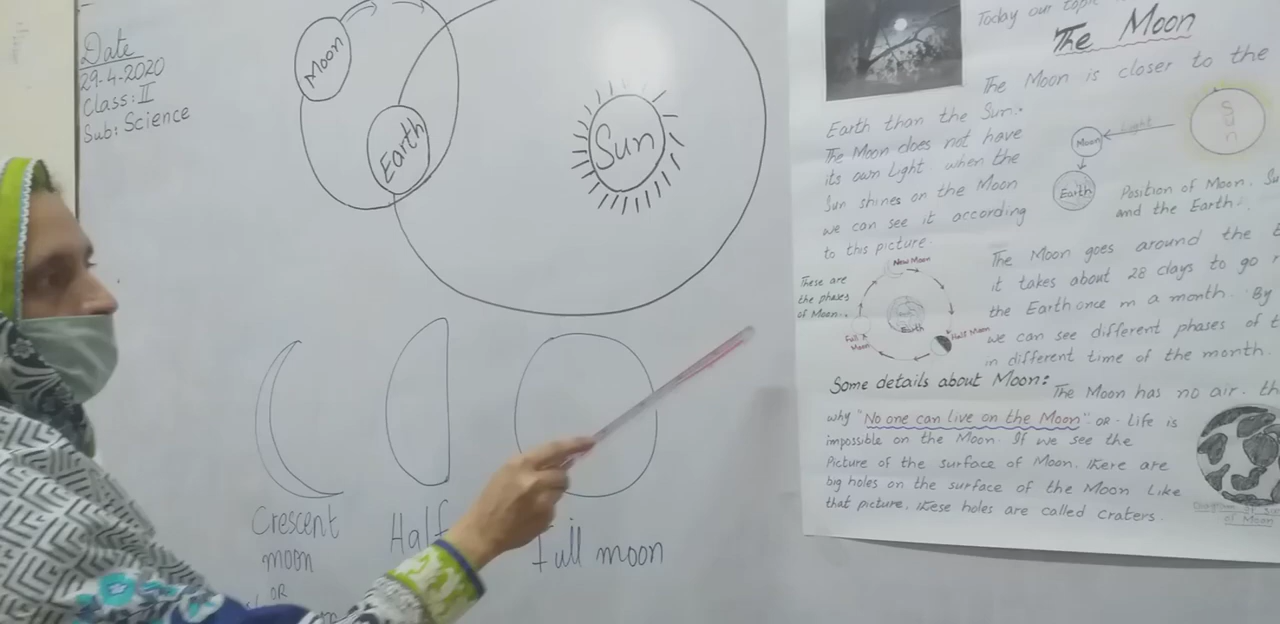 Date
29-4-2020
Class: II
Sub: Science
Moon
Earth
Sun
Crescent
moon
OR
Half
Full moon
Today our topic
The Moon
The Moon is closer to the
Earth than the Sun.
The Moon does not have
its own light. when the
Sun shines on the Moon
we can see it according
to this picture.
Sun
Light
Moon
Earth
Position of Moon, Su
and the Earth.
These are
the phases
of Moon.
New Moon
Earth
Half Moon
Full
Moon
The Moon goes around the E
it takes about 28 days to go r
the Earth once in a month. By
we can see different phases of t
in different time of the month.
Some details about Moon:
The Moon has no air. th
why "No one can live on the Moon" OR Life is
impossible on the Moon. If we see the
Picture of the surface of Moon. There are
big holes on the surface of the Moon Like
that picture, these holes are called craters.
of Moon